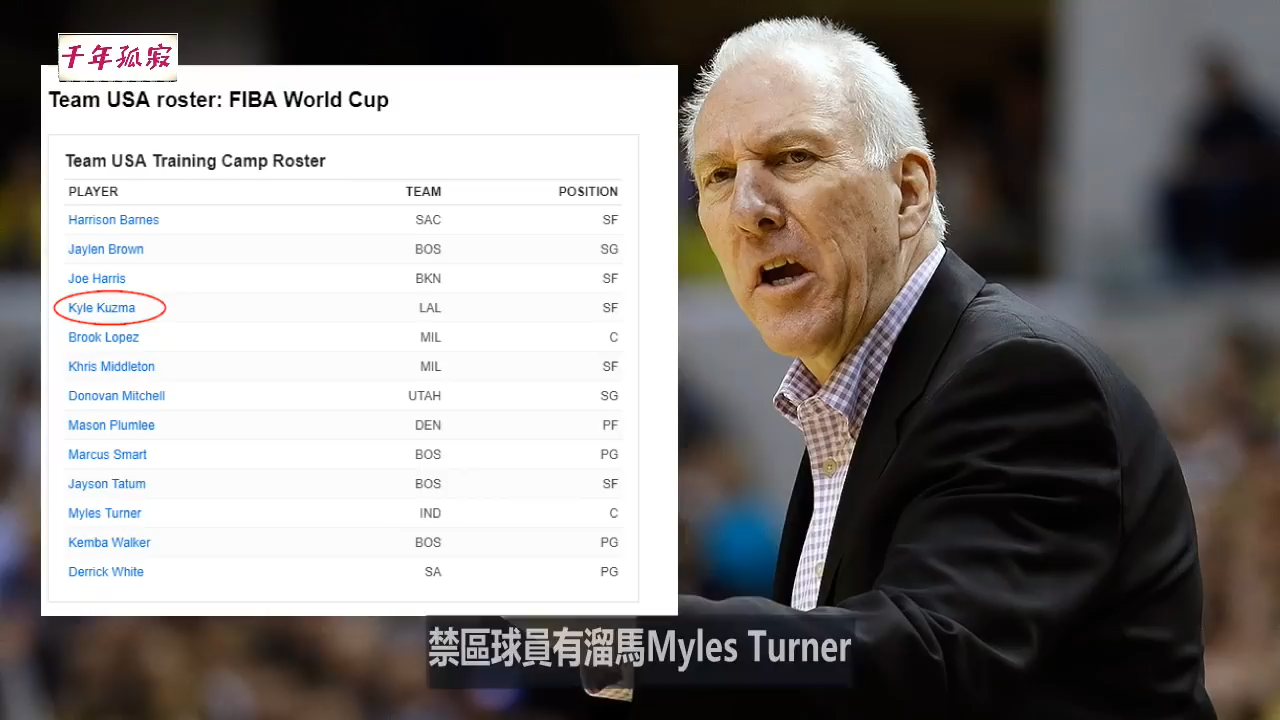 千年孤寂
Team USA roster: FIBA World Cup
Team USA Training Camp Roster
PLAYER TEAM POSITION
Harrison Barnes SAC SF
Jaylen Brown BOS SG
Joe Harris BKN SF
Kyle Kuzma LAL SF
Brook Lopez MIL C
Khris Middleton MIL SF
Donovan Mitchell UTAH SG
Mason Plumlee DEN PF
Marcus Smart BOS PG
Jayson Tatum BOS SF
Myles Turner IND C
Kemba Walker BOS PG
Derrick White SA PG
禁區球員有溜馬Myles Turner